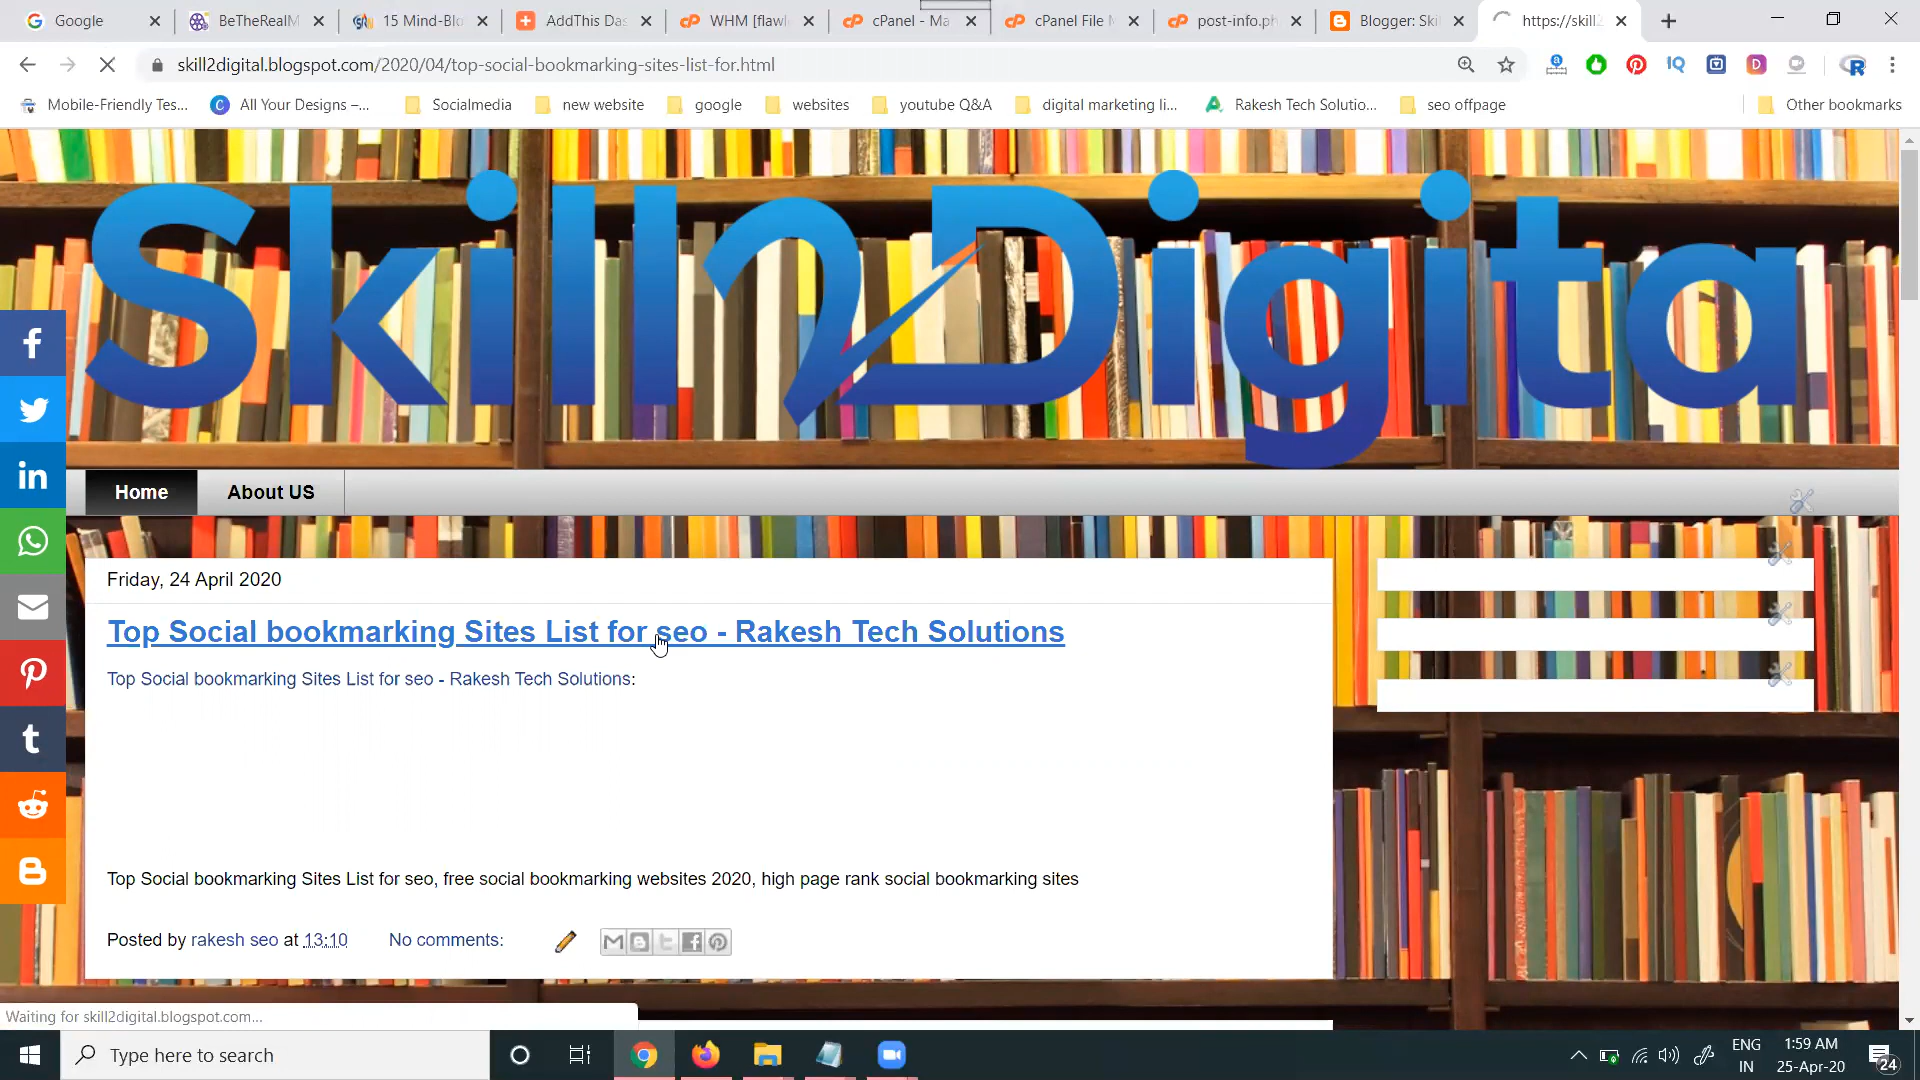 Google
BeTheRealM
15 Mind-Blo
AddThis Das
WHM [flawl
cPanel - Ma
cPanel File M
post-info.ph
Blogger: Ski
https://skill2
skill2digital.blogspot.com/2020/04/top-social-bookmarking-sites-list-for.html
Mobile-Friendly Tes...
All Your Designs –...
Socialmedia
new website
google
websites
youtube Q&A
digital marketing li...
Rakesh Tech Solutio...
seo offpage
Other bookmarks
Skill2Digita
Home
About US
Friday, 24 April 2020
Top Social bookmarking Sites List for seo - Rakesh Tech Solutions
Top Social bookmarking Sites List for seo - Rakesh Tech Solutions:
Top Social bookmarking Sites List for seo, free social bookmarking websites 2020, high page rank social bookmarking sites
Posted by rakesh seo at 13:10 No comments:
Waiting for skill2digital.blogspot.com...
Type here to search
ENG
IN
1:59 AM
25-Apr-20
24